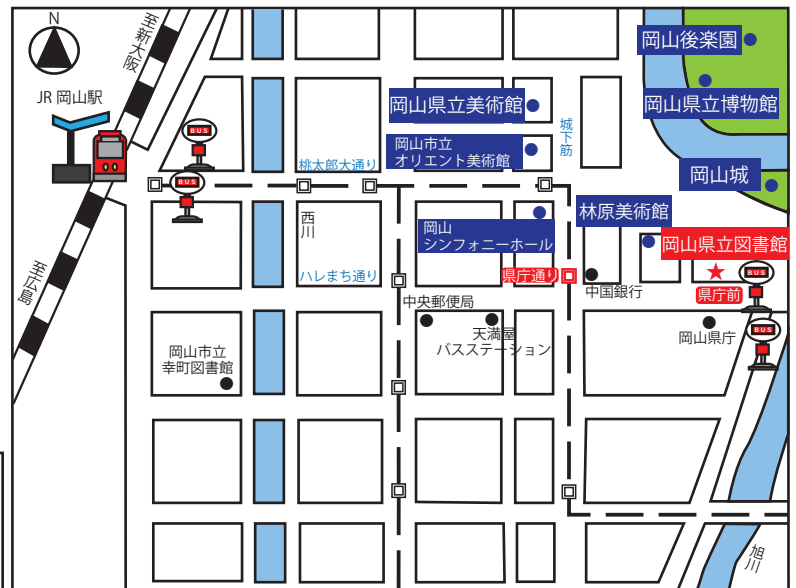 N
至新大阪
JR 岡山駅
BUS
BUS
桃太郎大通り
西川
ハレまち通り
至広島
岡山市立
幸町図書館
岡山県立美術館
岡山市立
オリエント美術館
城下筋
岡山
シンフォニーホール
県庁通り
中央郵便局
天満屋
バスステーション
岡山後楽園
岡山県立博物館
岡山城
林原美術館
岡山県立図書館
中国銀行
県庁前
BUS
岡山県庁
BUS
旭川